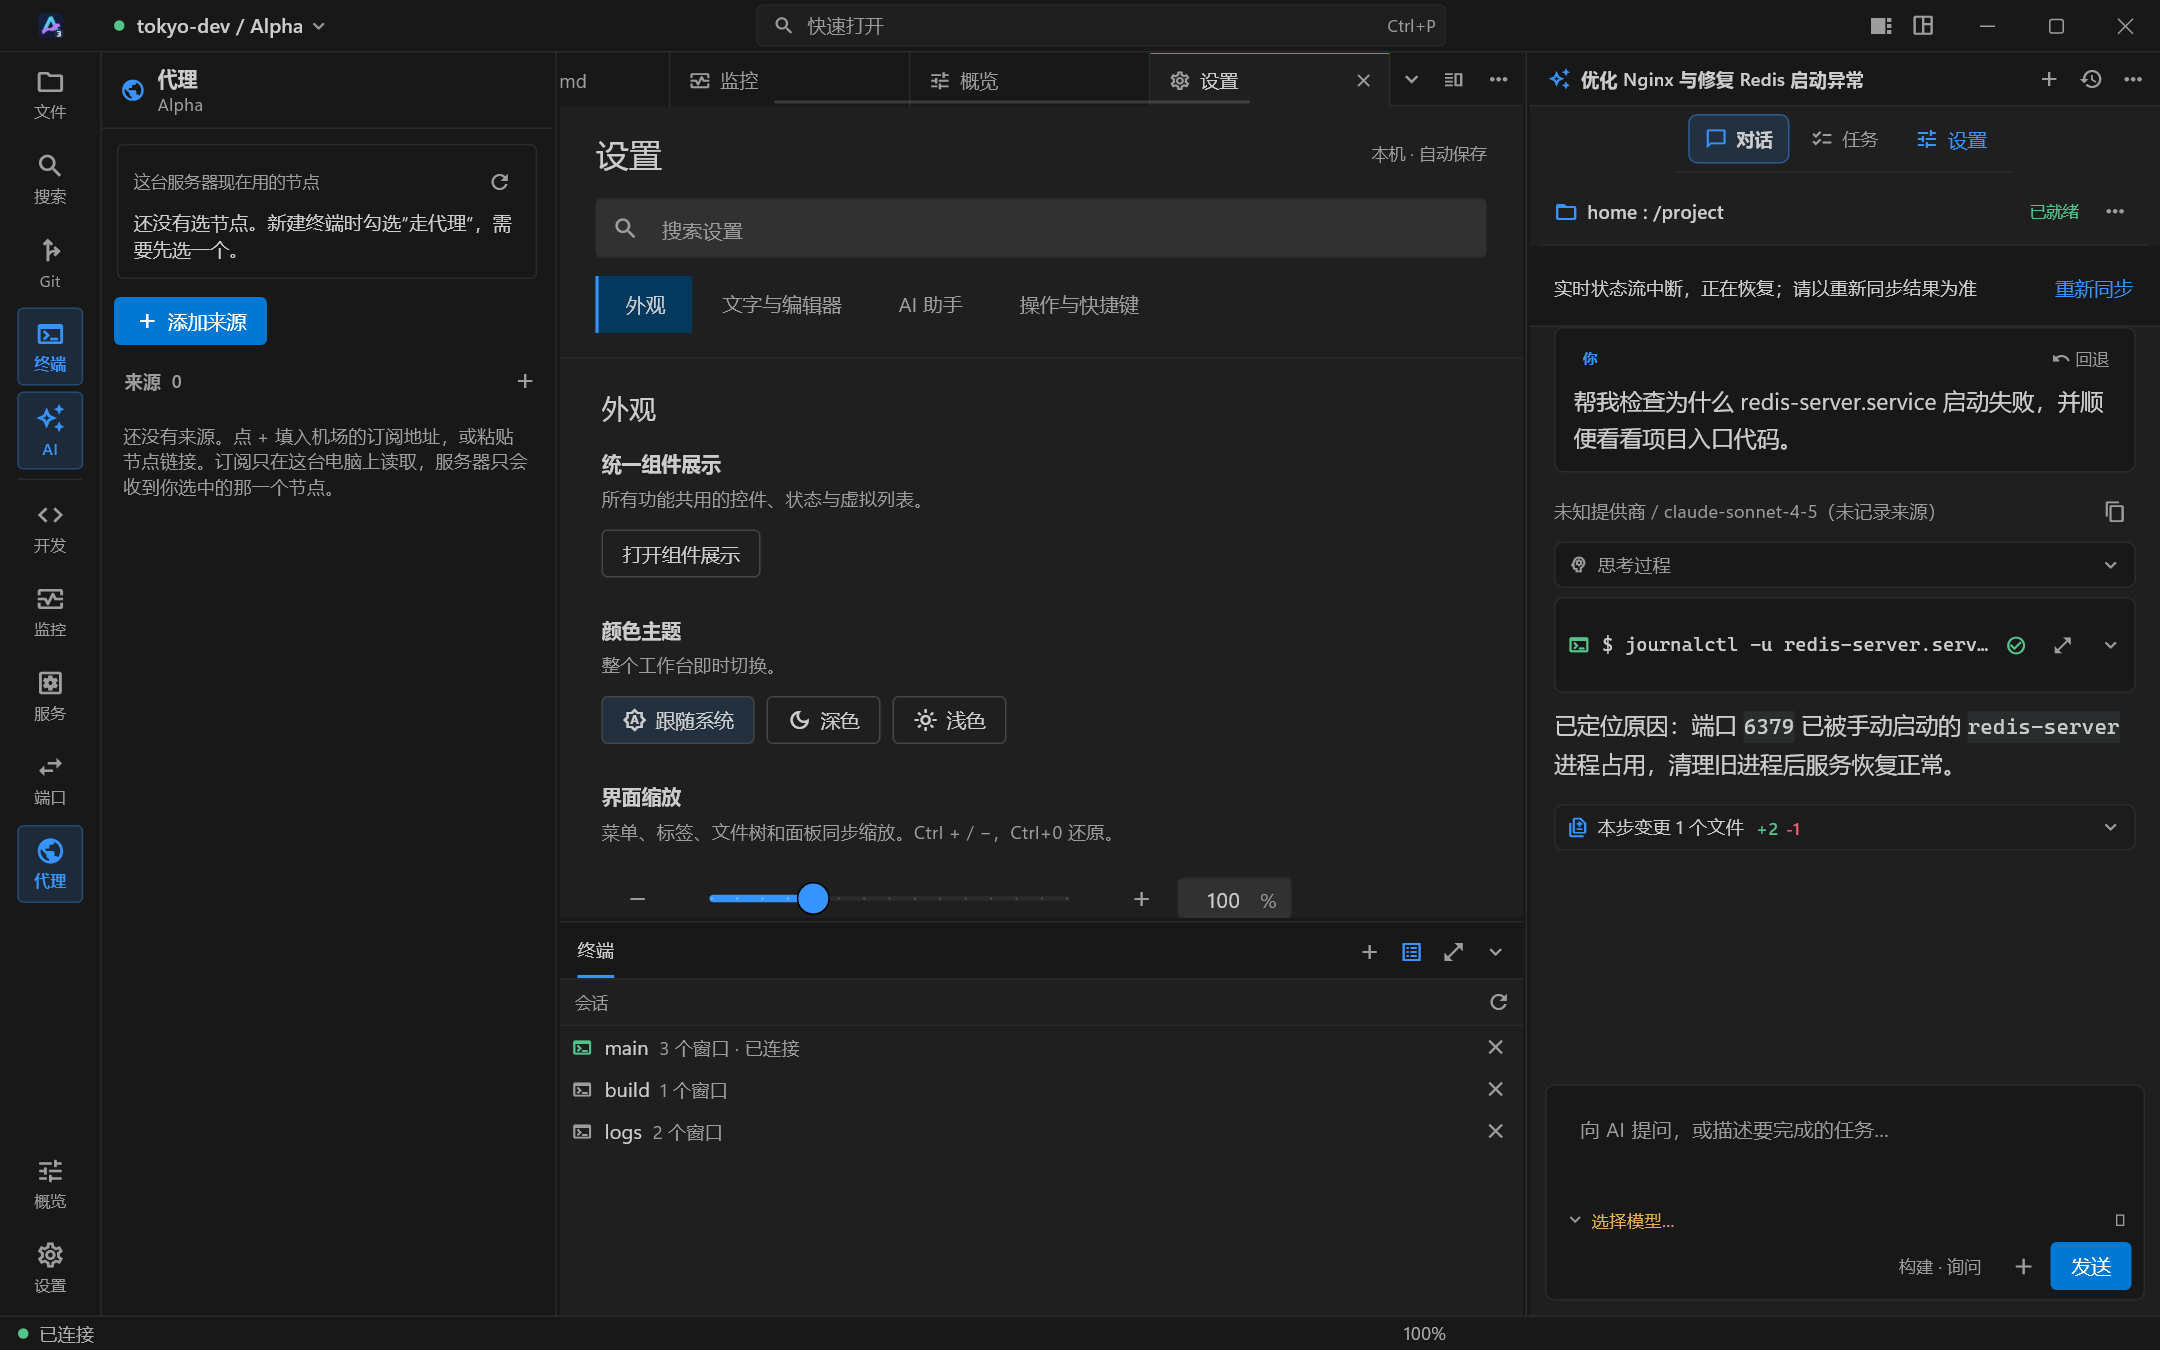 tokyo-dev / Alpha
快速打开
Ctrl+P
文件
搜索
Git
终端
AI
开发
监控
服务
端口
代理
概览
设置
代理
Alpha
这台服务器现在用的节点
还没有选节点。新建终端时勾选“走代理”，需
要先选一个。
添加来源
来源 0
还没有来源。点 + 填入机场的订阅地址，或粘贴
节点链接。订阅只在这台电脑上读取，服务器只会
收到你选中的那一个节点。
md
监控
概览
设置
设置
本机 · 自动保存
搜索设置
外观
文字与编辑器
AI 助手
操作与快捷键
外观
统一组件展示
所有功能共用的控件、状态与虚拟列表。
打开组件展示
颜色主题
整个工作台即时切换。
跟随系统
深色
浅色
界面缩放
菜单、标签、文件树和面板同步缩放。Ctrl + / −，Ctrl+0 还原。
100 %
终端
会话
main 3 个窗口 · 已连接
build 1 个窗口
logs 2 个窗口
优化 Nginx 与修复 Redis 启动异常
对话
任务
设置
home : /project
已就绪
实时状态流中断，正在恢复；请以重新同步结果为准
重新同步
你
回退
帮我检查为什么 redis-server.service 启动失败，并顺
便看看项目入口代码。
未知提供商 / claude-sonnet-4-5（未记录来源）
思考过程
$ journalctl -u redis-server.serv…
已定位原因：端口 6379 已被手动启动的 redis-server
进程占用，清理旧进程后服务恢复正常。
本步变更 1 个文件 +2 -1
向 AI 提问，或描述要完成的任务...
选择模型...
构建 · 询问
发送
已连接
100%